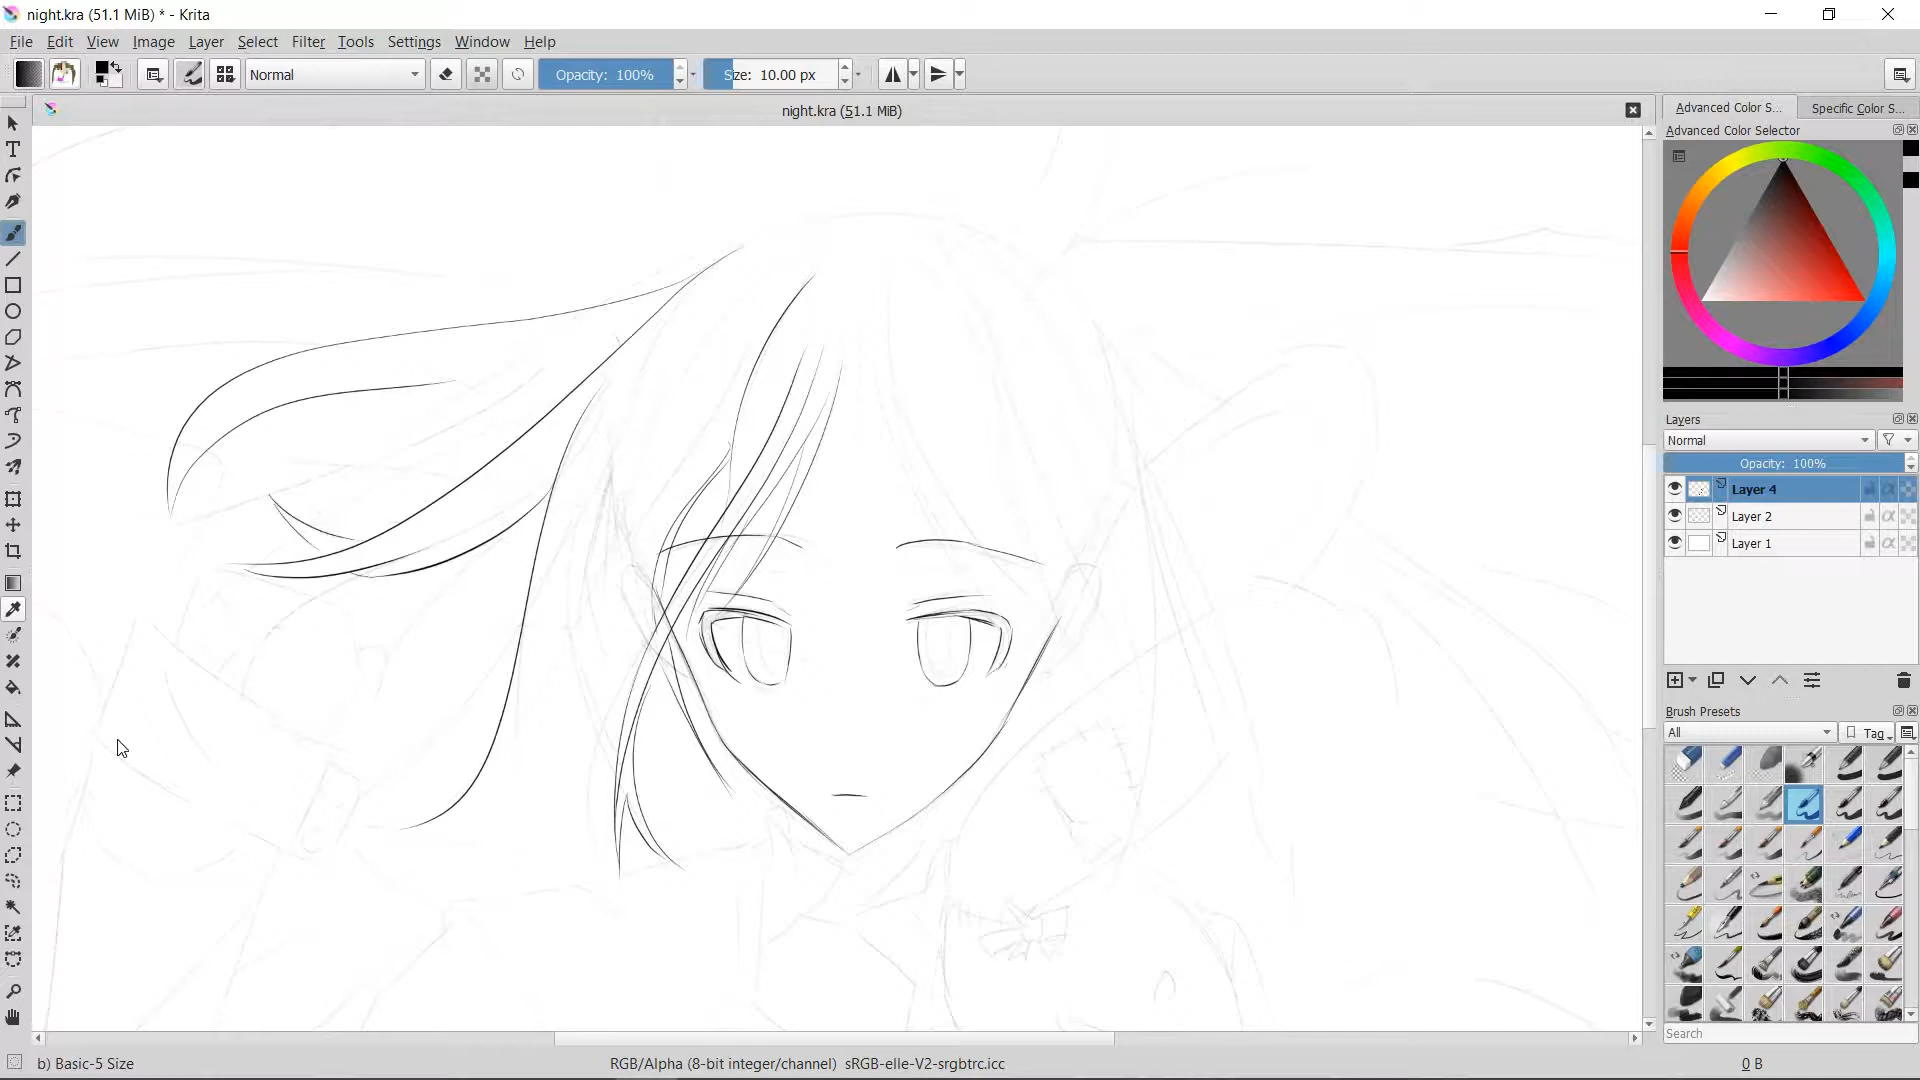 night.kra (51.1 MiB) * - Krita
File Edit View Image Layer Select Filter Tools Settings Window Help
Normal Opacity: 100% Size: 10.00 px
night.kra (51.1 MiB)
Advanced Color S... Specific Color S...
Advanced Color Selector
Layers
Normal
Opacity: 100%
Layer 4
Layer 2
Layer 1
Brush Presets
All Tag
Search
b) Basic-5 Size RGB/Alpha (8-bit integer/channel) sRGB-elle-V2-srgbtrc.icc 0 B